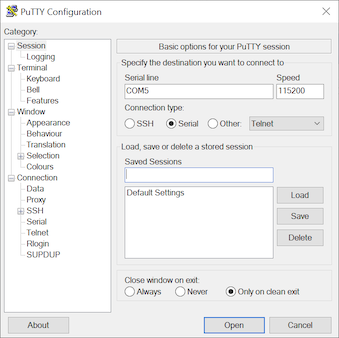 PuTTY Configuration
Category:
Session
Logging
Terminal
Keyboard
Bell
Features
Window
Appearance
Behaviour
Translation
Selection
Colours
Connection
Data
Proxy
SSH
Serial
Telnet
Rlogin
SUPDUP
Basic options for your PuTTY session
Specify the destination you want to connect to
Serial line Speed
COM5 115200
Connection type:
SSH Serial Other: Telnet
Load, save or delete a stored session
Saved Sessions
Default Settings
Load
Save
Delete
Close window on exit:
Always Never Only on clean exit
About Open Cancel